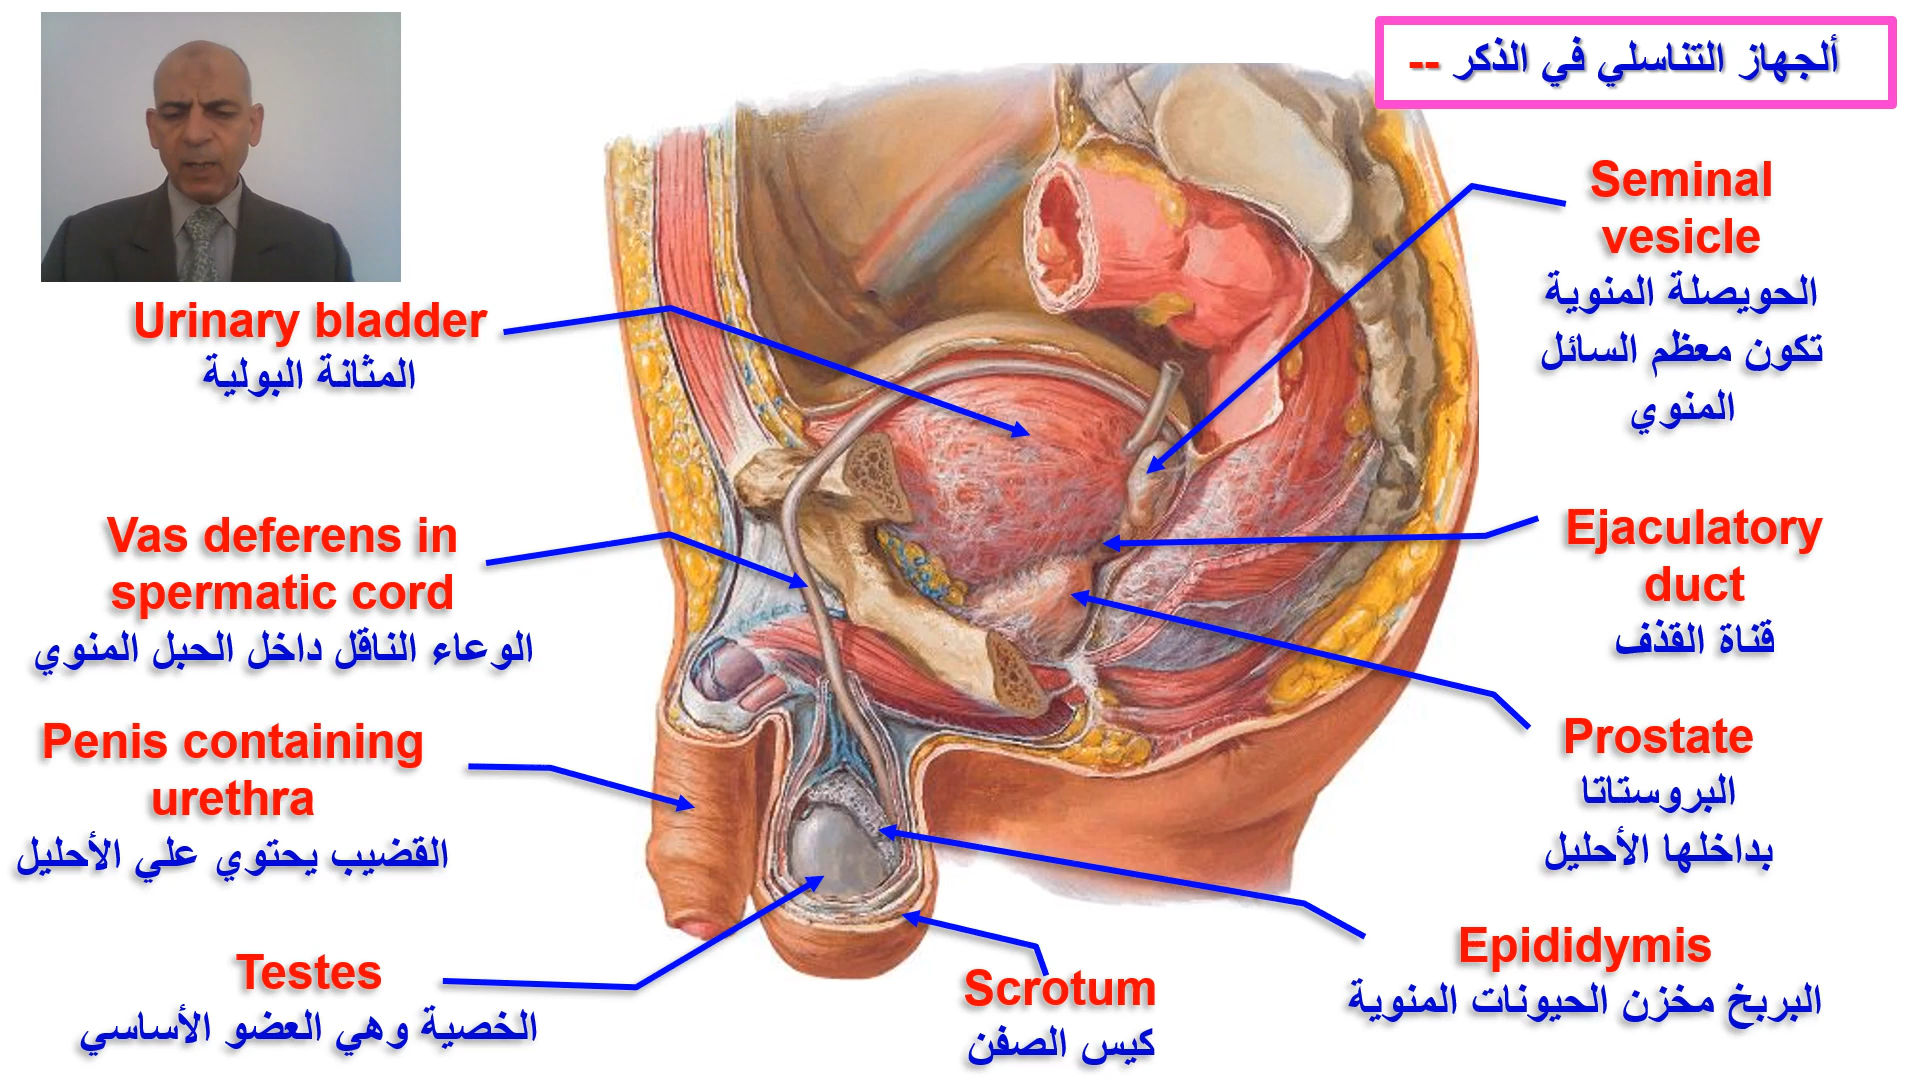 ألجهاز التناسلي في الذكر --
Seminal
vesicle
الحويصلة المنوية
تكون معظم السائل
المنوي
Urinary bladder
المثانة البولية
Vas deferens in
spermatic cord
الوعاء الناقل داخل الحبل المنوي
Ejaculatory
duct
قناة القذف
Penis containing
urethra
القضيب يحتوي علي الأحليل
Prostate
البروستاتا
بداخلها الأحليل
Testes
الخصية وهي العضو الأساسي
Scrotum
كيس الصفن
Epididymis
البربخ مخزن الحيونات المنوية